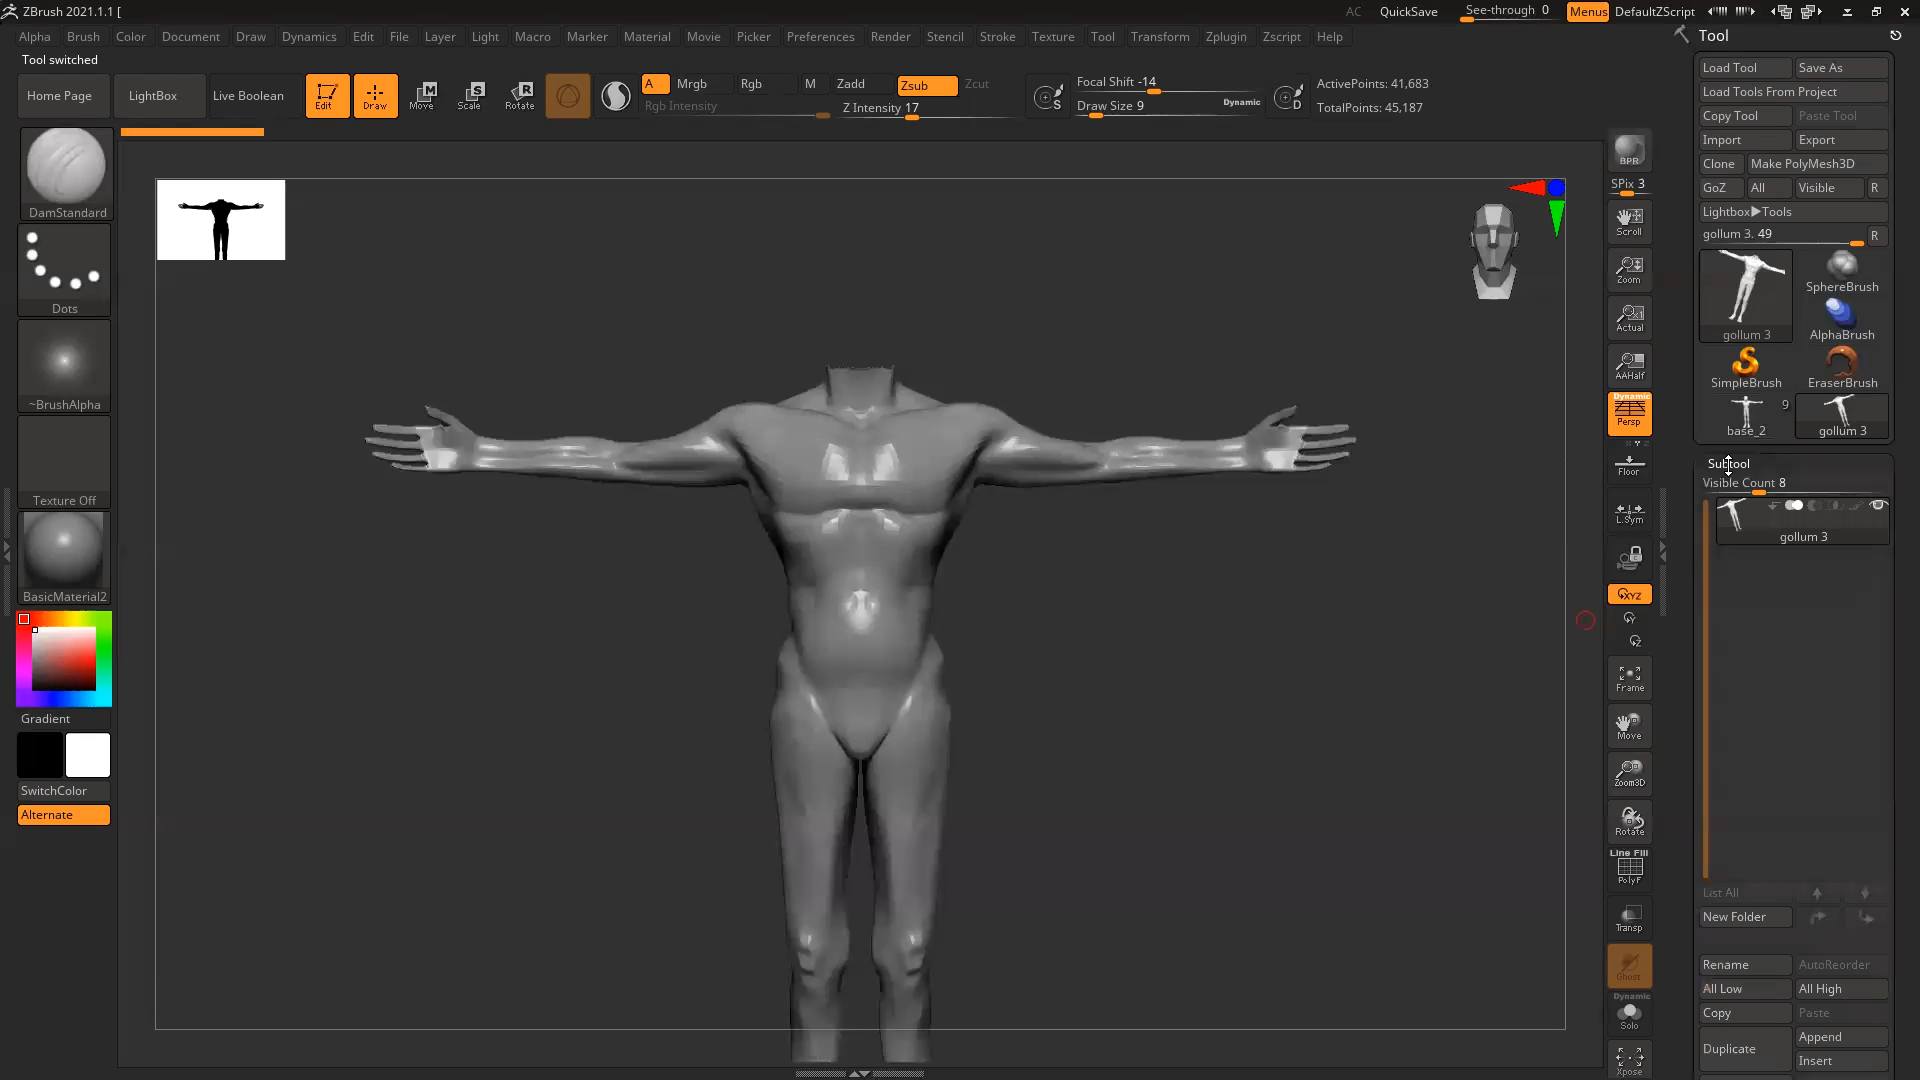 ZBrush 2021.1.1 [
AC QuickSave See-through 0 Menus DefaultZScript
Alpha Brush Color Document Draw Dynamics Edit File Layer Light Macro Marker Material Movie Picker Preferences Render Stencil Stroke Texture Tool Transform Zplugin Zscript Help
Tool switched
Home Page LightBox Live Boolean Edit Draw Move Scale Rotate
A Mrgb Rgb M Zadd Zsub Zcut
Rgb Intensity Z Intensity 17
Focal Shift -14
Draw Size 9 Dynamic
S
D
ActivePoints: 41,683
TotalPoints: 45,187
DamStandard
Dots
~BrushAlpha
Texture Off
BasicMaterial2
Gradient
SwitchColor
Alternate
BPR
SPix 3
Scroll
Zoom
Actual
AAHalf
Dynamic
Persp
Floor
L.Sym
XYZ
Y
Z
Frame
Move
Zoom3D
Rotate
Line Fill
PolyF
Transp
Ghost
Dynamic
Solo
Xpose
Tool
Load Tool Save As
Load Tools From Project
Copy Tool Paste Tool
Import Export
Clone Make PolyMesh3D
GoZ All Visible R
Lightbox▶Tools
gollum 3. 49 R
gollum 3 SphereBrush
AlphaBrush
SimpleBrush EraserBrush
9
base_2 gollum 3
Subtool
Visible Count 8
gollum 3
List All
New Folder
Rename AutoReorder
All Low All High
Copy Paste
Duplicate Append
Insert